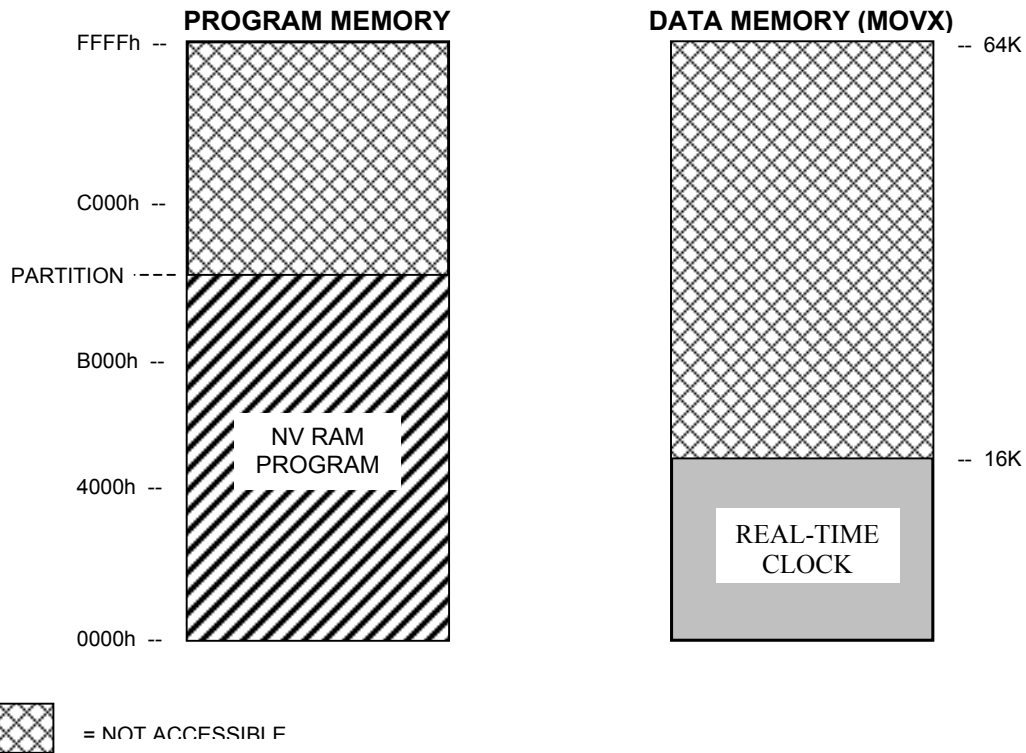 PROGRAM MEMORY
DATA MEMORY (MOVX)
FFFFh --
-- 64K
C000h --
PARTITION ----
B000h --
NV RAM
PROGRAM
-- 16K
4000h --
REAL-TIME
CLOCK
0000h --
= NOT ACCESSIBLE